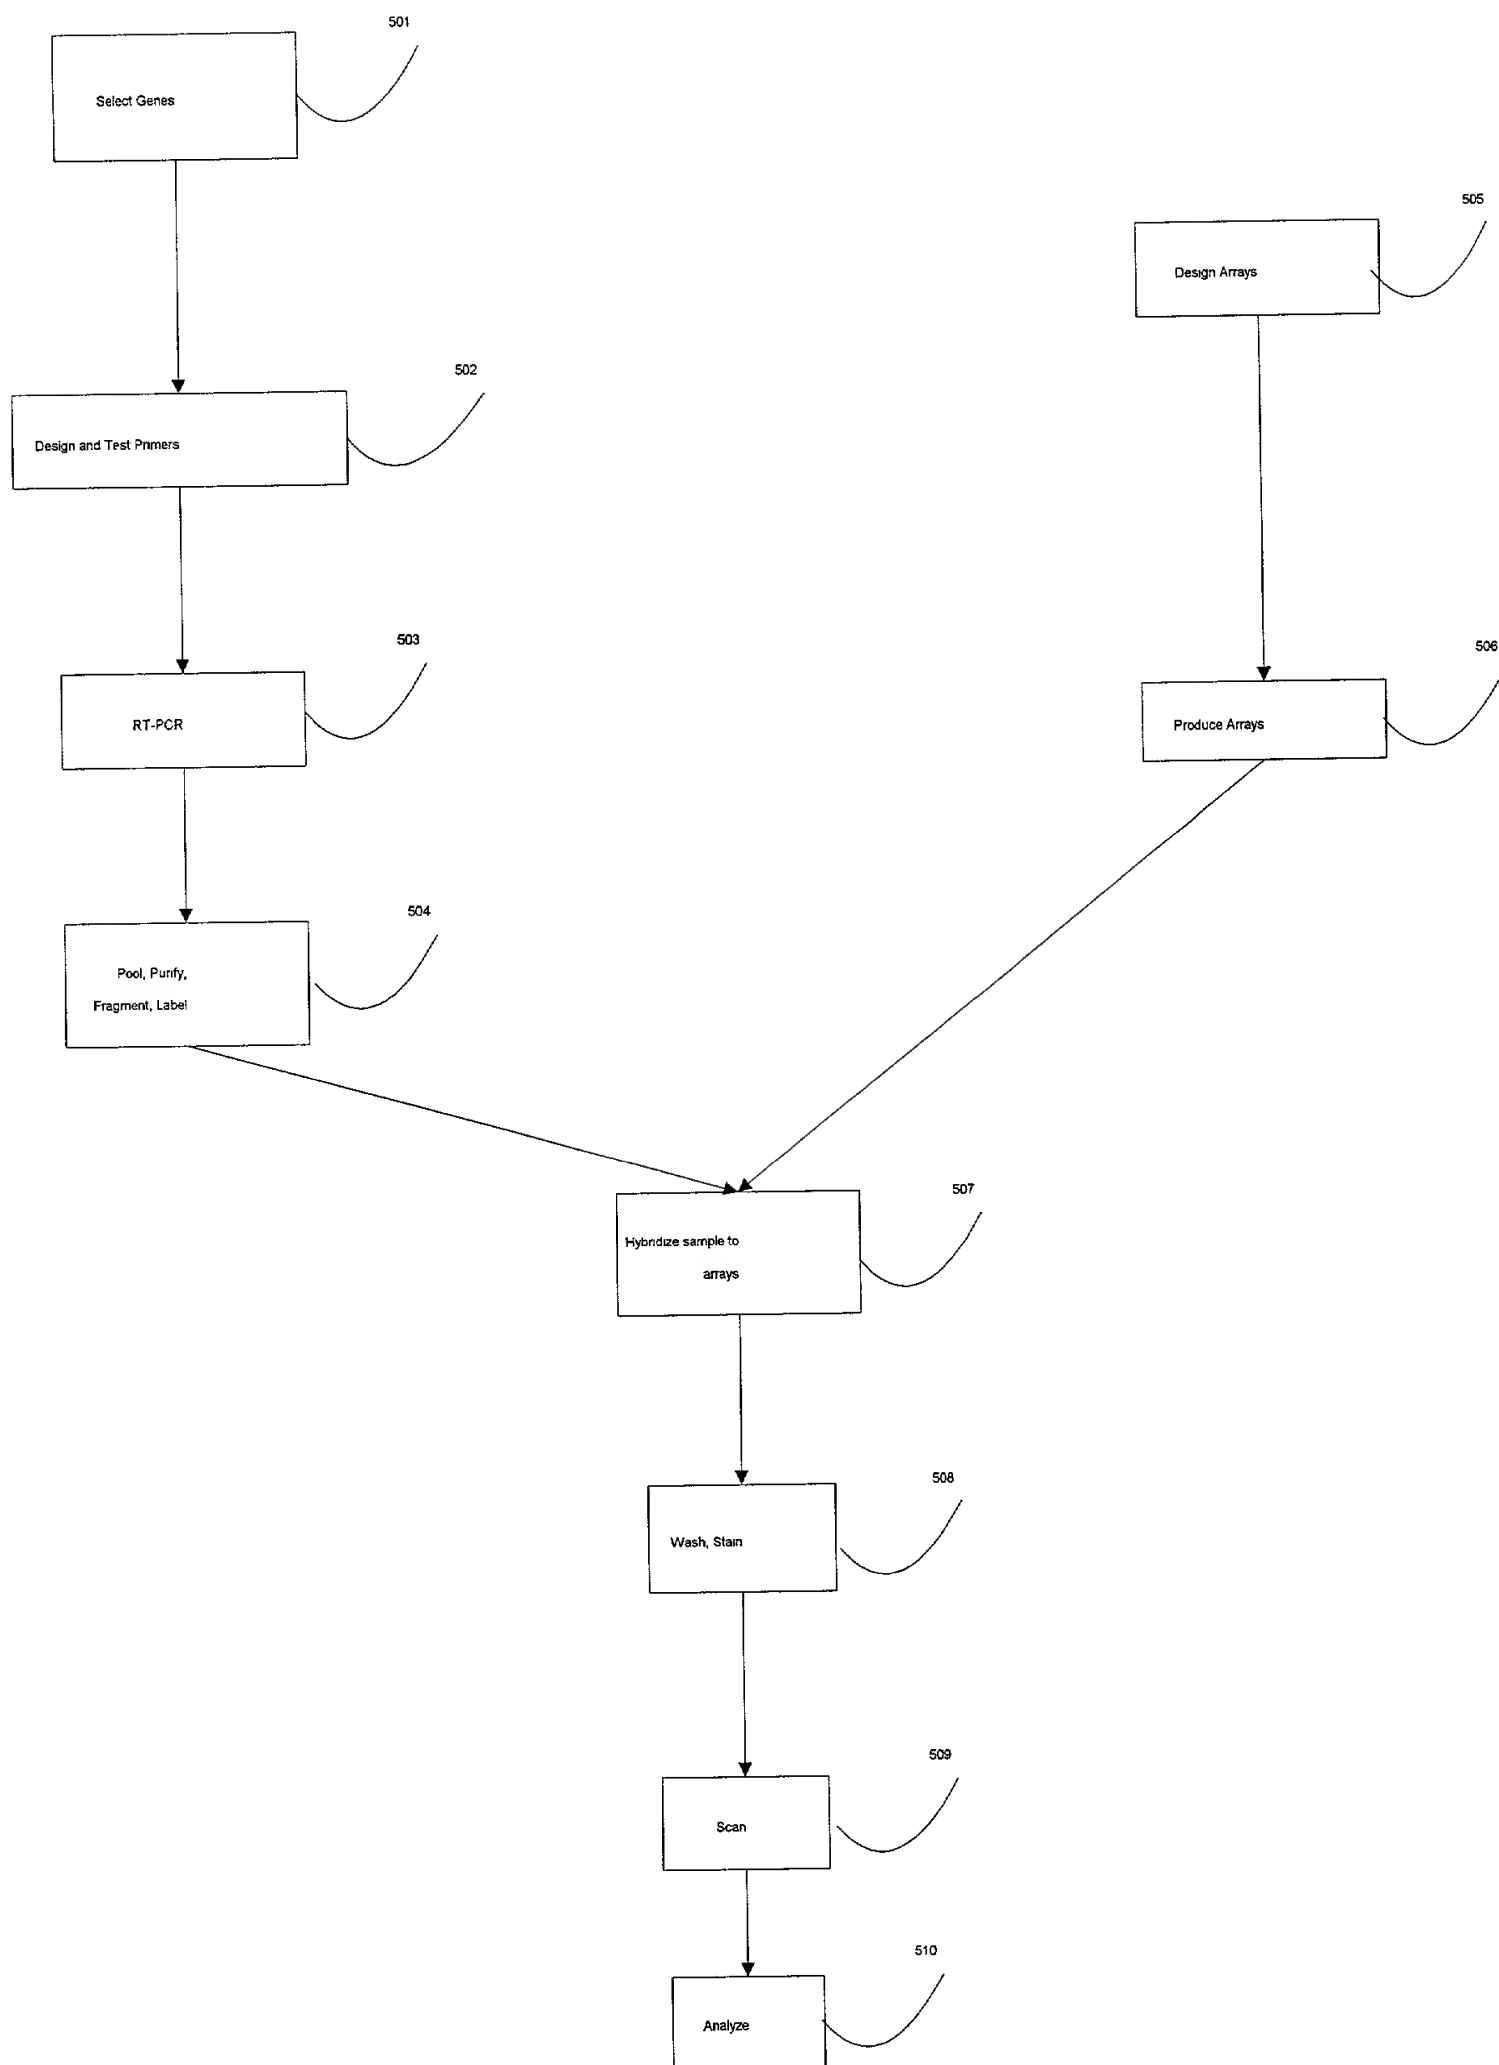 501
Select Genes
505
Design Arrays
502
Design and Test Primers
503
RT-PCR
506
Produce Arrays
504
Pool, Purify,
Fragment, Label
507
Hybridize sample to
arrays
508
Wash, Stain
509
Scan
510
Analyze